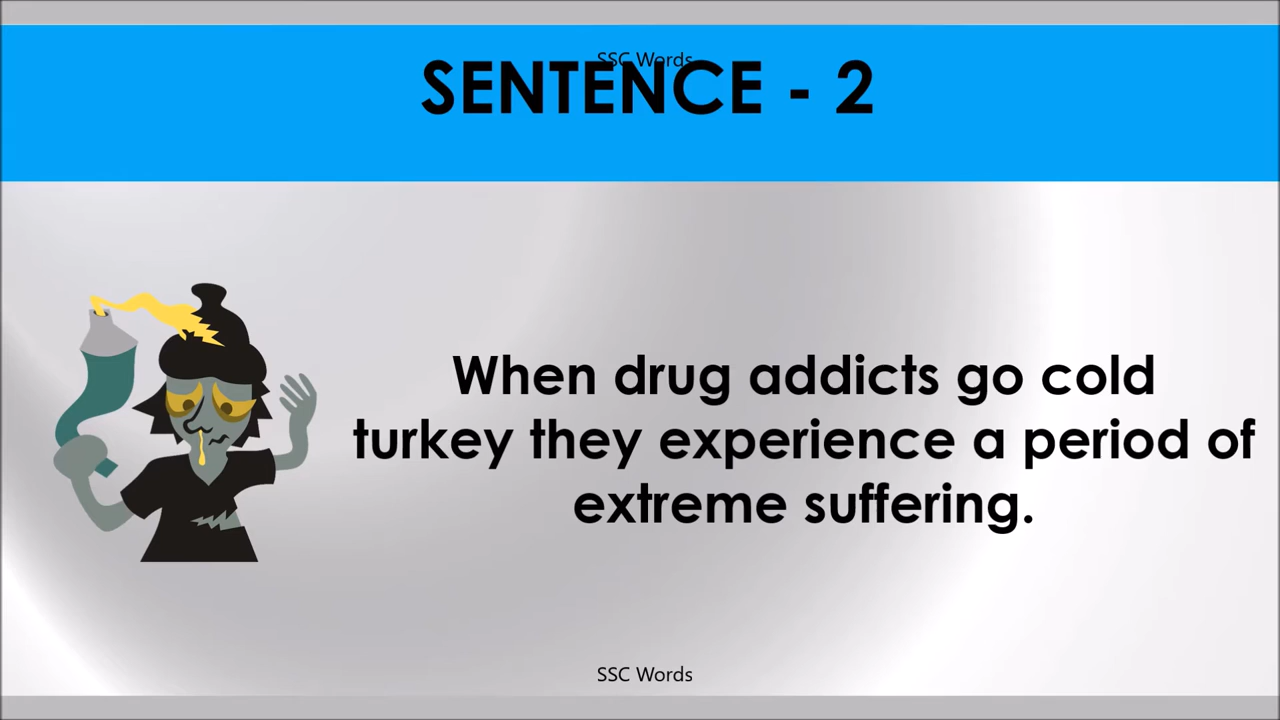 SSC Words
SENTENCE - 2
When drug addicts go cold
turkey they experience a period of
extreme suffering.
SSC Words